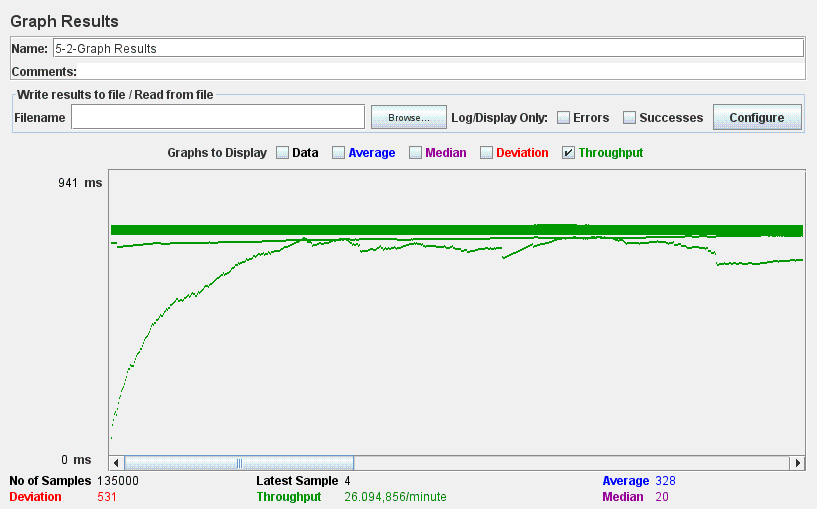 Graph Results
Name: 5-2-Graph Results
Comments:
Write results to file / Read from file
Filename Browse... Log/Display Only: Errors Successes Configure
Graphs to Display Data Average Median Deviation Throughput
941 ms
0 ms
No of Samples 135000 Latest Sample 4 Average 328
Deviation 531 Throughput 26.094,856/minute Median 20